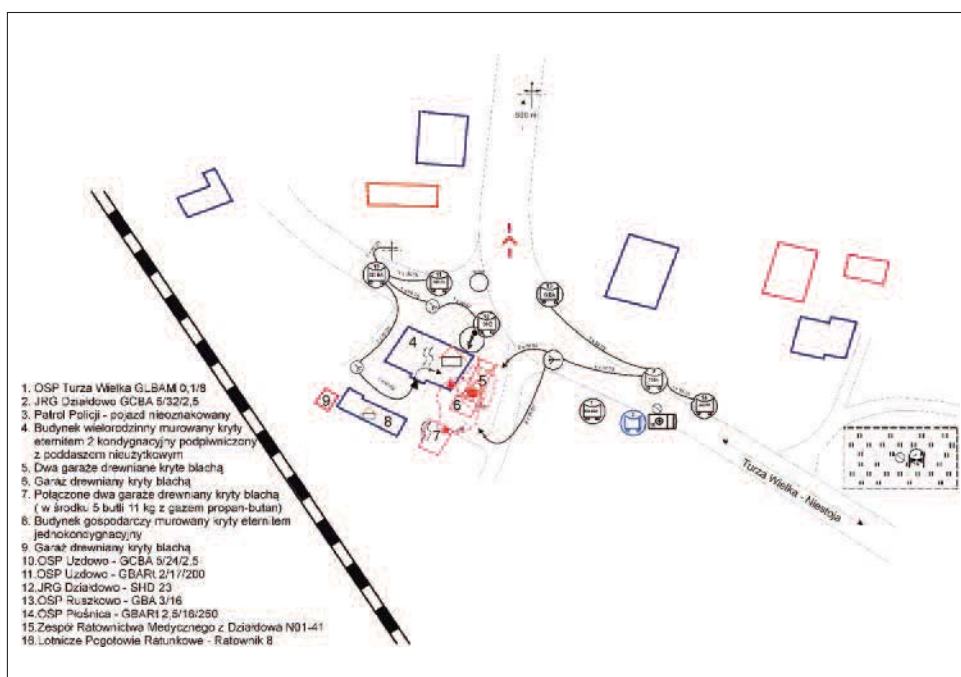 500 m
4
5
6
7
8
9
Turza Wielka - Niestoja
1. OSP Turza Wielka GLBAM 0,1/8
2. JRG Działdowo GCBA 5/32/2,5
3. Patrol Policji - pojazd nieoznakowany
4. Budynek wielorodzinny murowany kryty
eternitem 2 kondygnacyjny podpiwniczony
z poddaszem nieużytkowym
5. Dwa garaże drewniane kryte blachą
6. Garaż drewniany kryty blachą
7. Połączone dwa garaże drewniany kryty blachą
( w środku 5 butli 11 kg z gazem propan-butan)
8. Budynek gospodarczy murowany kryty eternitem
jednokondygnacyjny
9. Garaż drewniany kryty blachą
10.OSP Uzdowo - GCBA 5/24/2,5
11.OSP Uzdowo - GBARt 2/17/200
12.JRG Działdowo - SHD 23
13.OSP Ruszkowo - GBA 3/16
14.OSP Płośnica - GBARt 2,5/16/250
15.Zespół Ratownictwa Medycznego z Działdowa N01-41
16.Lotnicze Pogotowie Ratunkowe - Ratownik 8